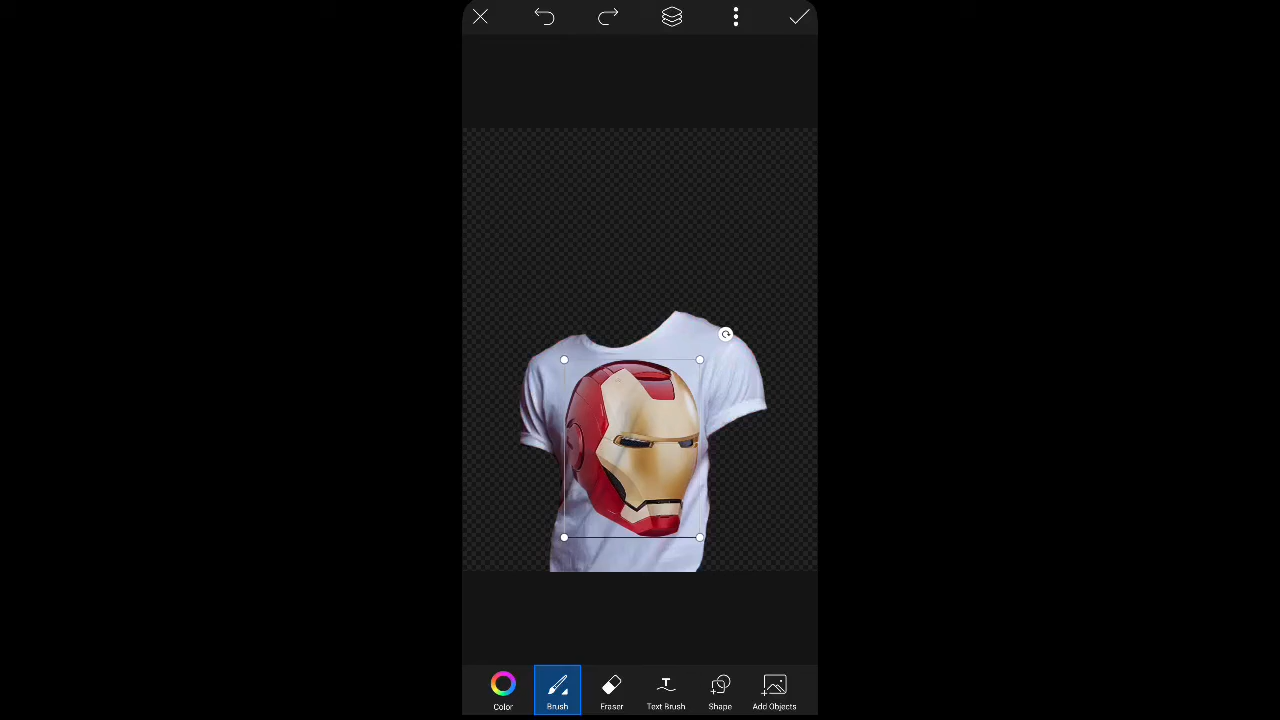 Color
Brush
Eraser
Text Brush
Shape
Add Objects